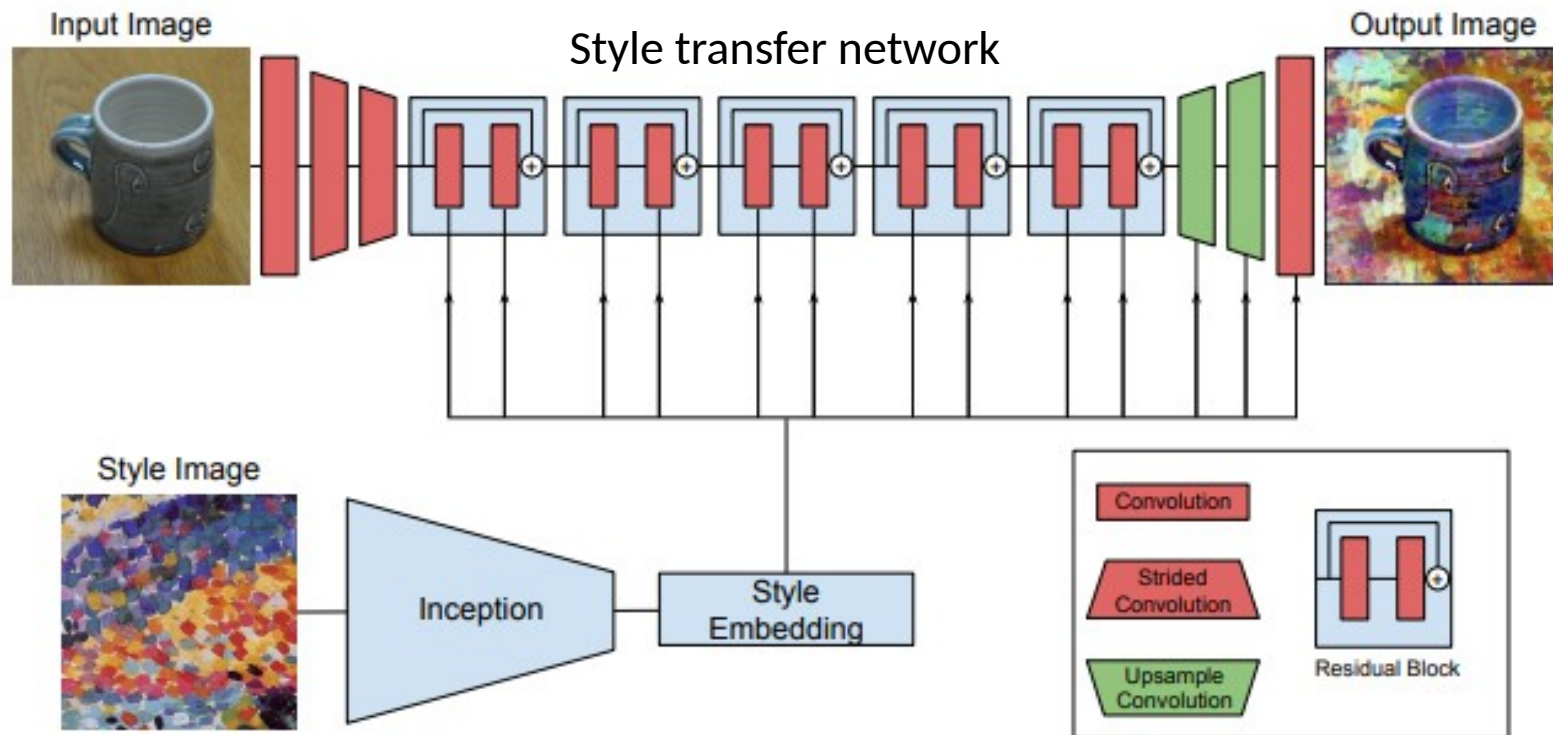 Input Image
Style transfer network
Output Image
Style Image
Inception
Style
Embedding
Convolution
Strided
Convolution
Upsample
Convolution
Residual Block